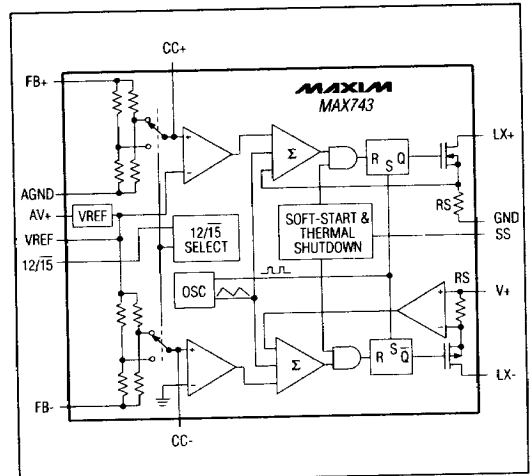 CC+
FB+
MAXIM
MAX743
LX+
Σ
R S Q
AGND
RS
GND
AV+
VREF
SOFT-START &
THERMAL
SHUTDOWN
SS
VREF
12/15
SELECT
12/15
OSC
RS
V+
Σ
R S Q
LX-
FB-
CC-